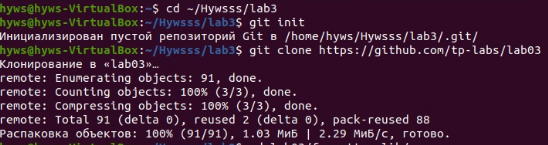 hyws@hyws-VirtualBox:~$ cd ~/Hywsss/lab3
hyws@hyws-VirtualBox:~/Hywsss/lab3$ git init
Инициализирован пустой репозиторий Git в /home/hyws/Hywsss/lab3/.git/
hyws@hyws-VirtualBox:~/Hywsss/lab3$ git clone https://github.com/tp-labs/lab03
Клонирование в «lab03»…
remote: Enumerating objects: 91, done.
remote: Counting objects: 100% (3/3), done.
remote: Compressing objects: 100% (3/3), done.
remote: Total 91 (delta 0), reused 2 (delta 0), pack-reused 88
Распаковка объектов: 100% (91/91), 1.03 МиБ | 2.29 МиБ/с, готово.